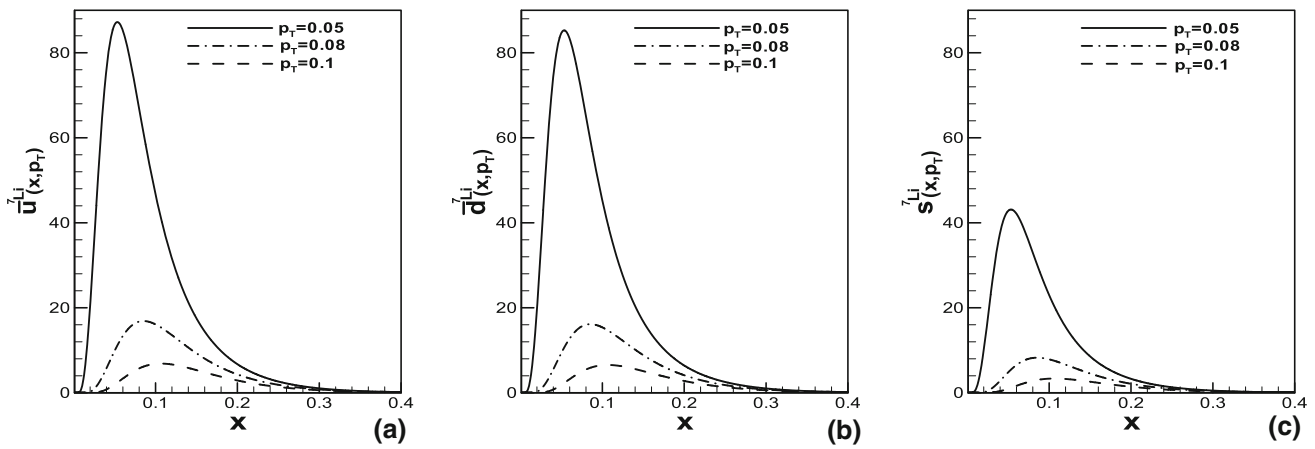 p_T=0.05
p_T=0.08
p_T=0.1
80
60
40
20
0
0.1
0.2
0.3
0.4
u̅^7Li(x,p_T)
x
(a)
p_T=0.05
p_T=0.08
p_T=0.1
80
60
40
20
0
0.1
0.2
0.3
0.4
d̅^7Li(x,p_T)
x
(b)
p_T=0.05
p_T=0.08
p_T=0.1
80
60
40
20
0
0.1
0.2
0.3
0.4
s^7Li(x,p_T)
x
(c)